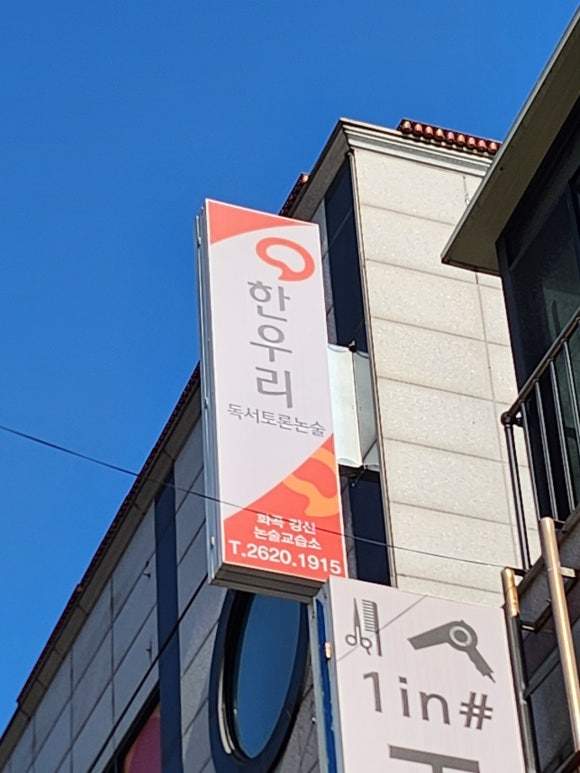 한우리
독서토론논술
화곡 강신
논술교습소
T.2620.1915
1in#